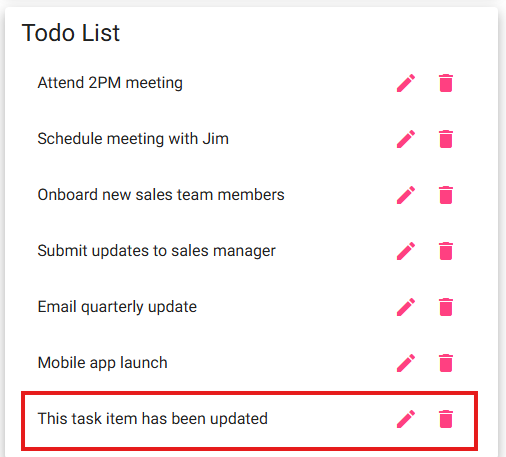 Todo List
Attend 2PM meeting
Schedule meeting with Jim
Onboard new sales team members
Submit updates to sales manager
Email quarterly update
Mobile app launch
This task item has been updated